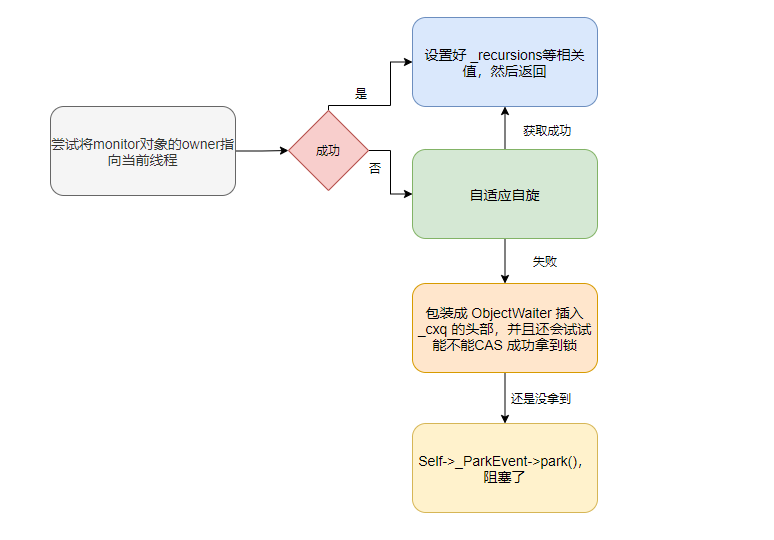 设置好 _recursions等相关
值，然后返回
是
尝试将monitor对象的owner指
向当前线程
成功
获取成功
否
自适应自旋
失败
包装成 ObjectWaiter 插入
_cxq 的头部，并且还会试试
能不能CAS 成功拿到锁
还是没拿到
Self->_ParkEvent->park()，
阻塞了